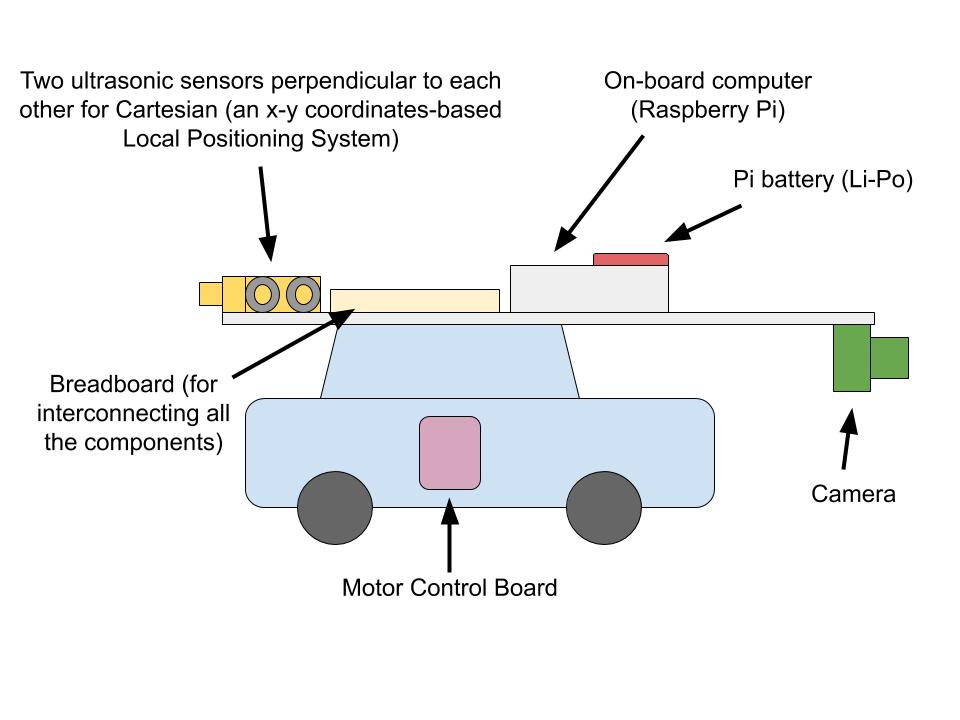 Two ultrasonic sensors perpendicular to each
other for Cartesian (an x-y coordinates-based
Local Positioning System)
On-board computer
(Raspberry Pi)
Pi battery (Li-Po)
Breadboard (for
interconnecting all
the components)
Camera
Motor Control Board